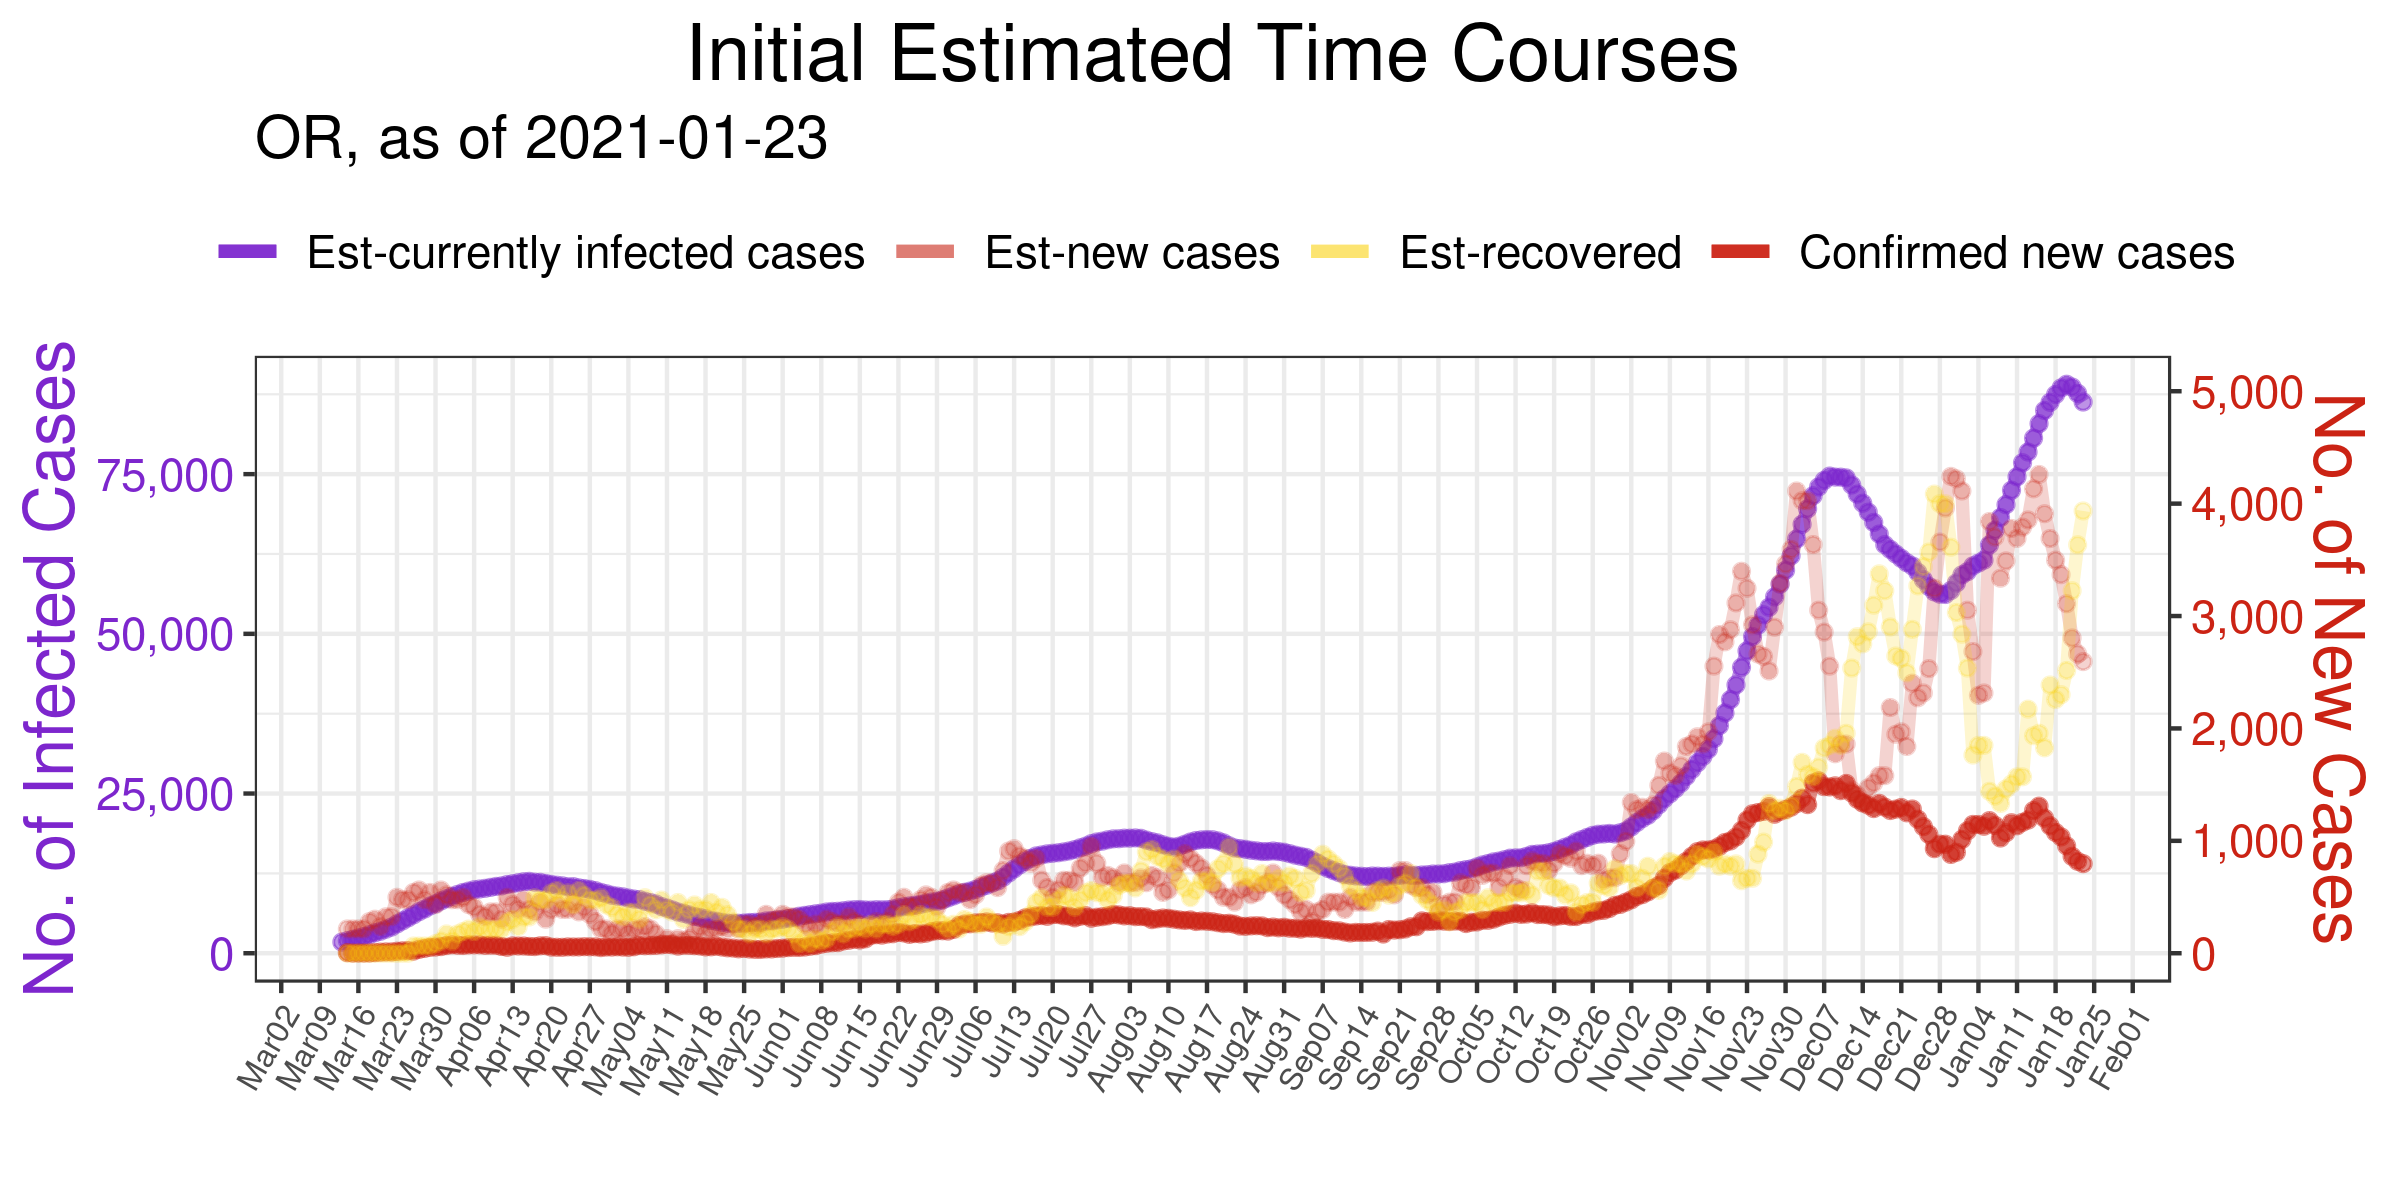 Initial Estimated Time Courses
OR, as of 2021-01-23
Est-currently infected cases Est-new cases Est-recovered Confirmed new cases
No. of Infected Cases
75,000
50,000
25,000
0
5,000
4,000
3,000
2,000
1,000
0
No. of New Cases
Mar02 Mar09 Mar16 Mar23 Mar30 Apr06 Apr13 Apr20 Apr27 May04 May11 May18 May25 Jun01 Jun08 Jun15 Jun22 Jun29 Jul06 Jul13 Jul20 Jul27 Aug03 Aug10 Aug17 Aug24 Aug31 Sep07 Sep14 Sep21 Sep28 Oct05 Oct12 Oct19 Oct26 Nov02 Nov09 Nov16 Nov23 Nov30 Dec07 Dec14 Dec21 Dec28 Jan04 Jan11 Jan18 Jan25 Feb01